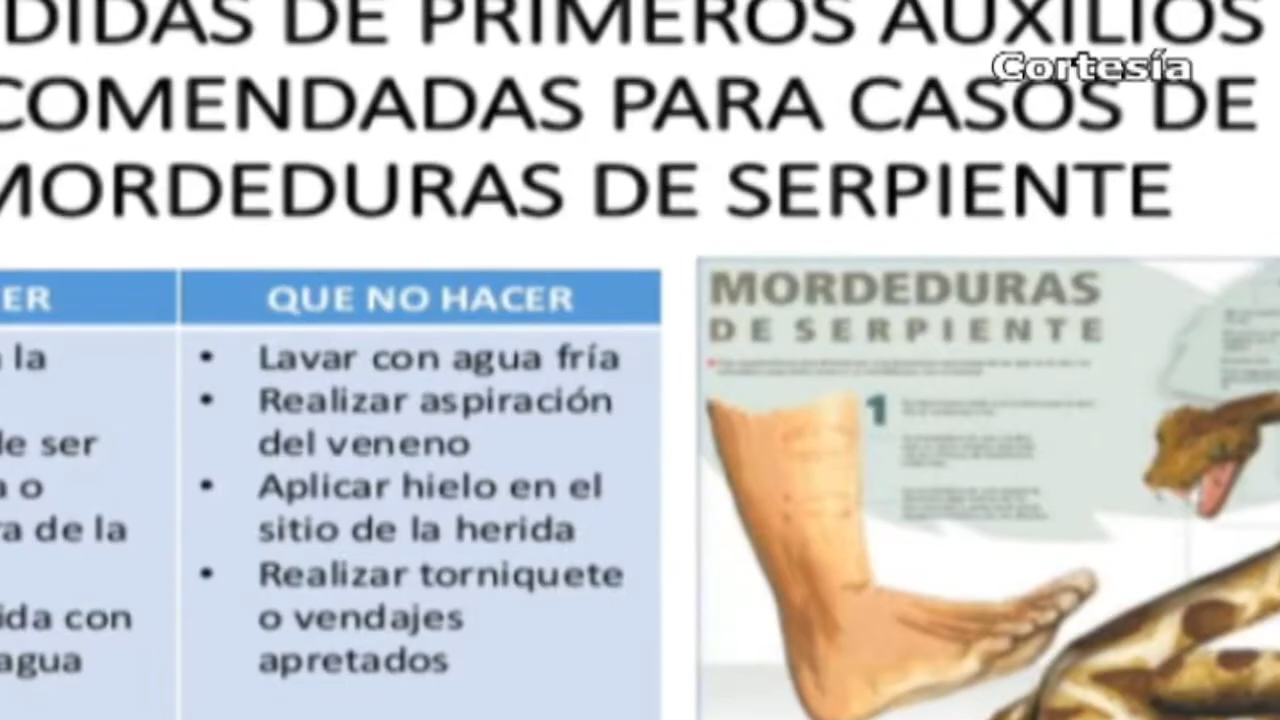 DIDAS DE PRIMEROS AUXILIOS
Cortesía
COMENDADAS PARA CASOS DE
MORDEDURAS DE SERPIENTE
ER
QUE NO HACER
la
de ser
a o
ra de la
ida con
agua
• Lavar con agua fría
• Realizar aspiración
del veneno
• Aplicar hielo en el
sitio de la herida
• Realizar torniquete
o vendajes
apretados
MORDEDURAS
DE SERPIENTE
1